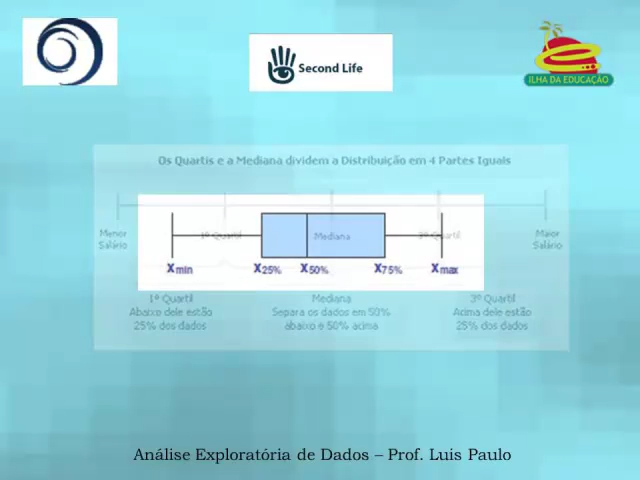 Second Life
ILHA DA EDUCAÇÃO
Os Quartis e a Mediana dividem a Distribuição em 4 Partes Iguais
Menor
Salário
1º Quartil
Mediana
3º Quartil
Maior
Salário
Xmin X25% X50% X75% Xmax
1º Quartil
Abaixo dele estão
25% dos dados
Mediana
Separa os dados em 50%
abaixo e 50% acima
3º Quartil
Acima dele estão
25% dos dados
Análise Exploratória de Dados – Prof. Luis Paulo